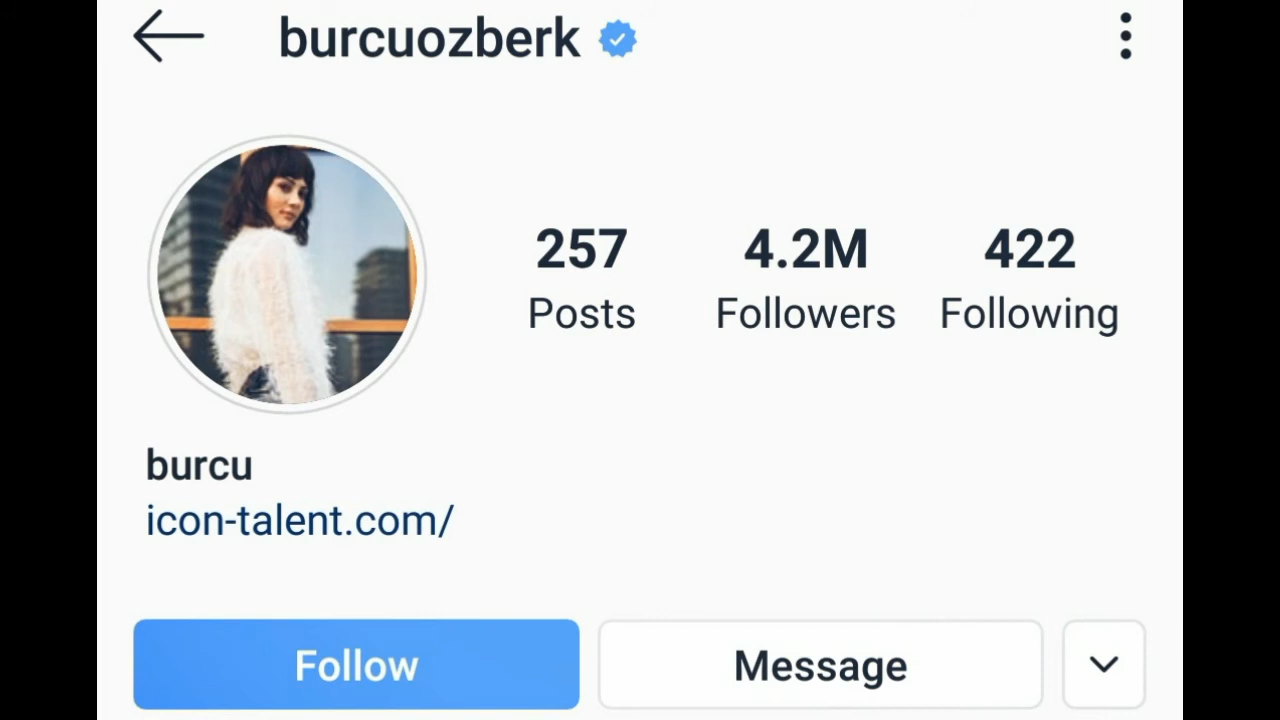 burcuozberk
257 4.2M 422
Posts Followers Following
burcu
icon-talent.com/
Follow Message